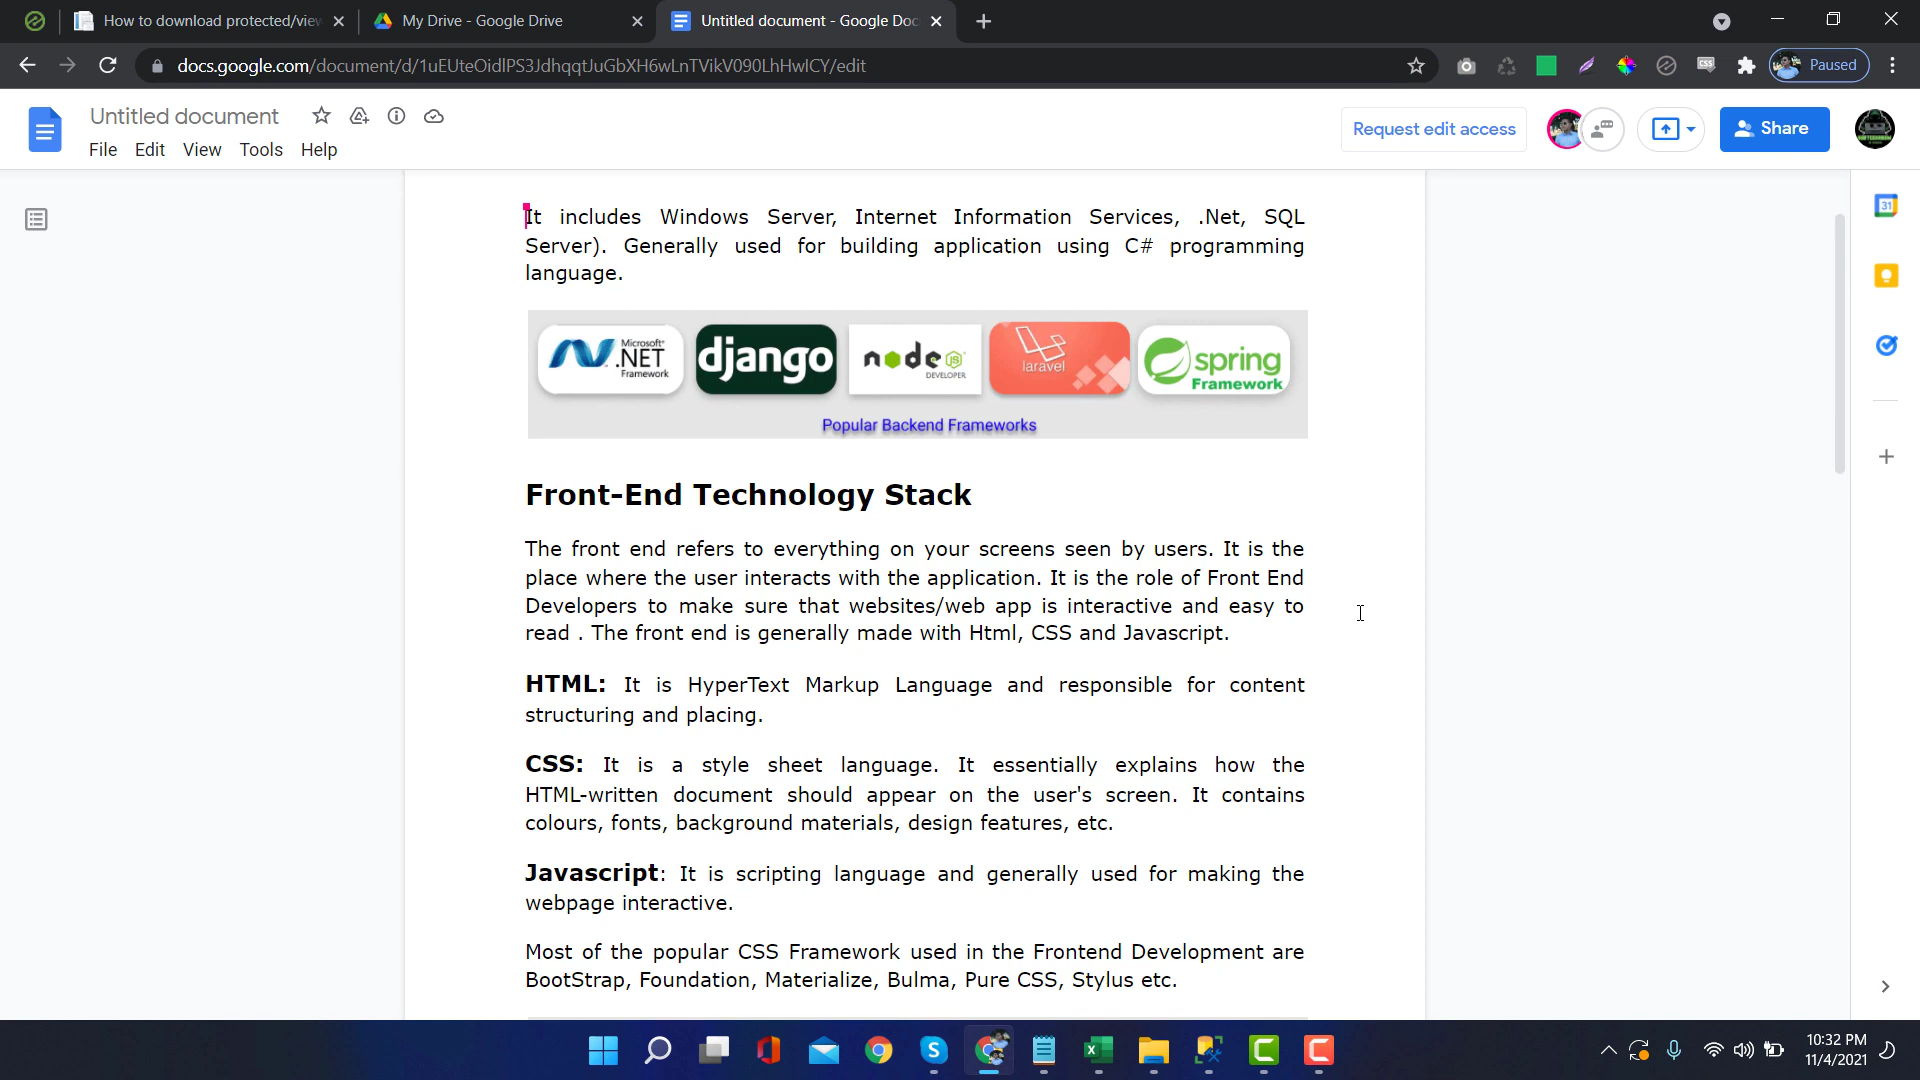 How to download protected/view
My Drive - Google Drive
Untitled document - Google Doc
docs.google.com/document/d/1uEUteOidlPS3JdhqqtJuGbXH6wLnTVikV090LhHwlCY/edit
Paused
Untitled document
File Edit View Tools Help
Request edit access
Share
It includes Windows Server, Internet Information Services, .Net, SQL
Server). Generally used for building application using C# programming
language.
Microsoft
.NET
Framework
django
node JS
DEVELOPER
laravel
spring
Framework
Popular Backend Frameworks
Front-End Technology Stack
The front end refers to everything on your screens seen by users. It is the
place where the user interacts with the application. It is the role of Front End
Developers to make sure that websites/web app is interactive and easy to
read . The front end is generally made with Html, CSS and Javascript.
HTML: It is HyperText Markup Language and responsible for content
structuring and placing.
CSS: It is a style sheet language. It essentially explains how the
HTML-written document should appear on the user's screen. It contains
colours, fonts, background materials, design features, etc.
Javascript: It is scripting language and generally used for making the
webpage interactive.
Most of the popular CSS Framework used in the Frontend Development are
BootStrap, Foundation, Materialize, Bulma, Pure CSS, Stylus etc.
31
10:32 PM
11/4/2021